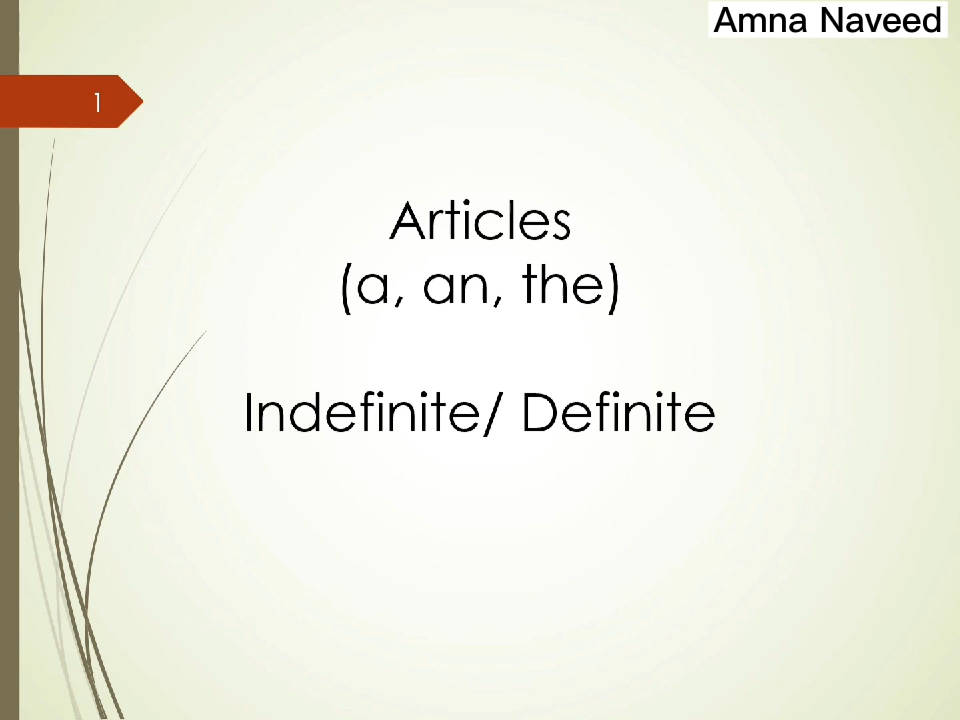 Amna Naveed
1
Articles
(a, an, the)
Indefinite/ Definite